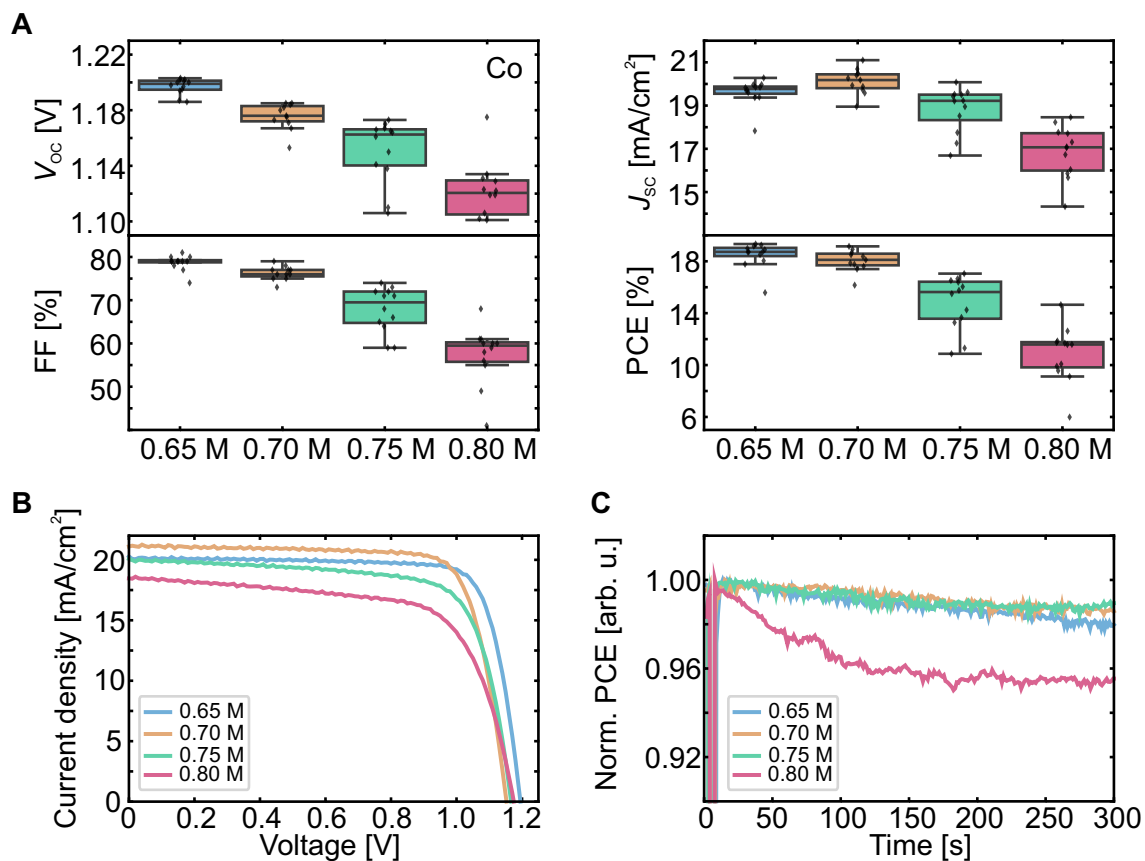 A
V_OC [V]
1.22
1.18
1.14
1.10
Co
J_SC [mA/cm²]
21
19
17
15
FF [%]
80
70
60
50
0.65 M 0.70 M 0.75 M 0.80 M
PCE [%]
18
14
10
6
0.65 M 0.70 M 0.75 M 0.80 M
B
Current density [mA/cm²]
20
15
10
5
0
0.65 M
0.70 M
0.75 M
0.80 M
0 0.2 0.4 0.6 0.8 1.0 1.2
Voltage [V]
C
Norm. PCE [arb. u.]
1.00
0.96
0.92
0.65 M
0.70 M
0.75 M
0.80 M
0 50 100 150 200 250 300
Time [s]